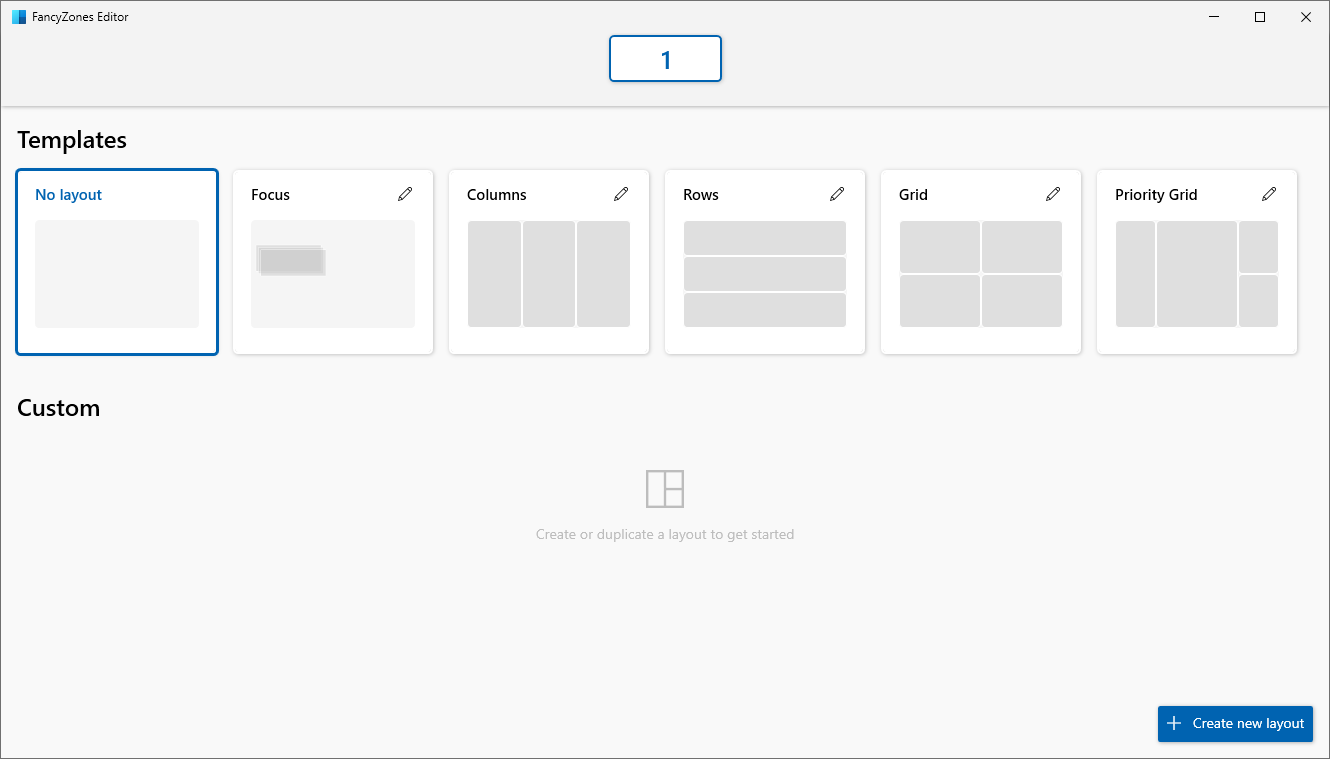 FancyZones Editor
1
Templates
No layout
Focus
Columns
Rows
Grid
Priority Grid
Custom
Create or duplicate a layout to get started
Create new layout